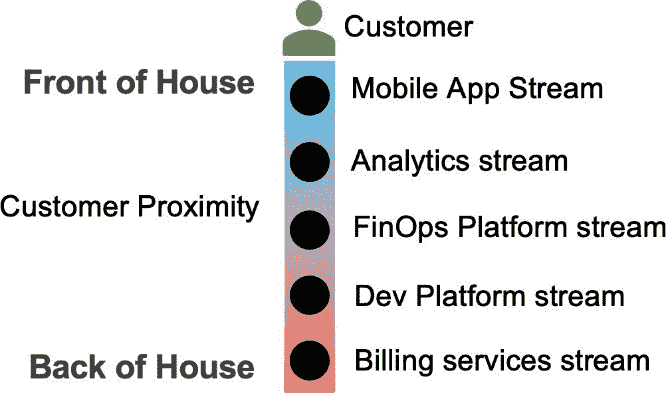 Customer
Front of House
Mobile App Stream
Analytics stream
Customer Proximity
FinOps Platform stream
Dev Platform stream
Back of House
Billing services stream